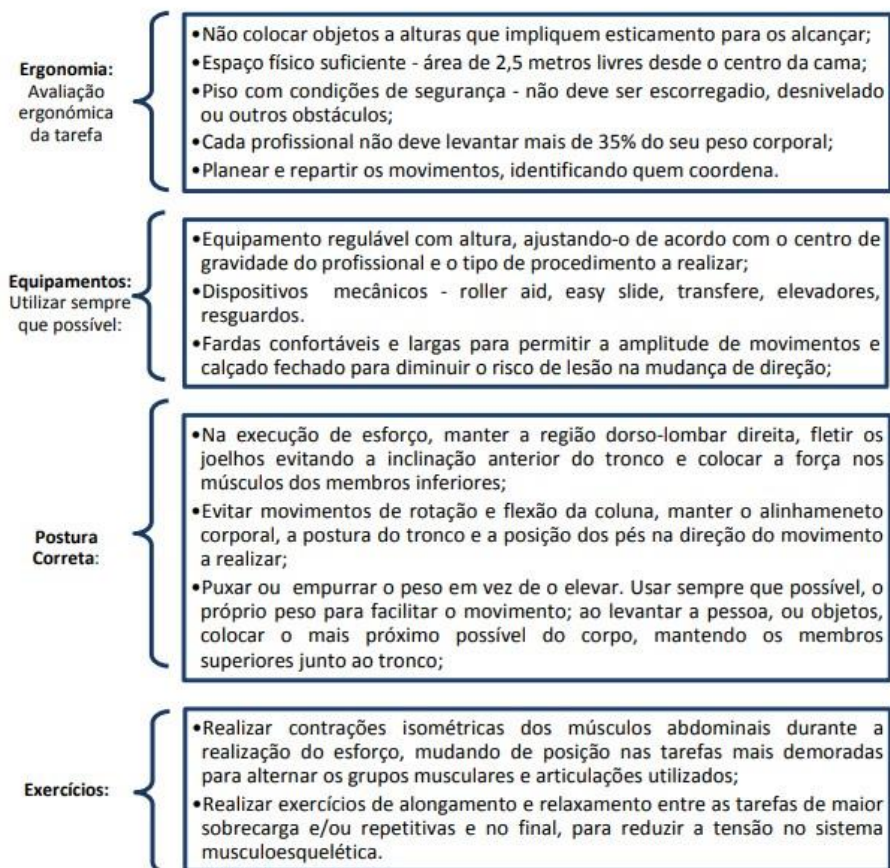 Ergonomia:
Avaliação
ergonómica
da tarefa
•Não colocar objetos a alturas que impliquem esticamento para os alcançar;
•Espaço físico suficiente - área de 2,5 metros livres desde o centro da cama;
•Piso com condições de segurança - não deve ser escorregadio, desnivelado
ou outros obstáculos;
•Cada profissional não deve levantar mais de 35% do seu peso corporal;
•Planear e repartir os movimentos, identificando quem coordena.
Equipamentos:
Utilizar sempre
que possível:
•Equipamento regulável com altura, ajustando-o de acordo com o centro de
gravidade do profissional e o tipo de procedimento a realizar;
•Dispositivos mecânicos - roller aid, easy slide, transfere, elevadores,
resguardos.
•Fardas confortáveis e largas para permitir a amplitude de movimentos e
calçado fechado para diminuir o risco de lesão na mudança de direção;
Postura
Correta:
•Na execução de esforço, manter a região dorso-lombar direita, fletir os
joelhos evitando a inclinação anterior do tronco e colocar a força nos
músculos dos membros inferiores;
•Evitar movimentos de rotação e flexão da coluna, manter o alinhameneto
corporal, a postura do tronco e a posição dos pés na direção do movimento
a realizar;
•Puxar ou empurrar o peso em vez de o elevar. Usar sempre que possível, o
próprio peso para facilitar o movimento; ao levantar a pessoa, ou objetos,
colocar o mais próximo possível do corpo, mantendo os membros
superiores junto ao tronco;
Exercícios:
•Realizar contrações isométricas dos músculos abdominais durante a
realização do esforço, mudando de posição nas tarefas mais demoradas
para alternar os grupos musculares e articulações utilizados;
•Realizar exercícios de alongamento e relaxamento entre as tarefas de maior
sobrecarga e/ou repetitivas e no final, para reduzir a tensão no sistema
musculoesquelética.